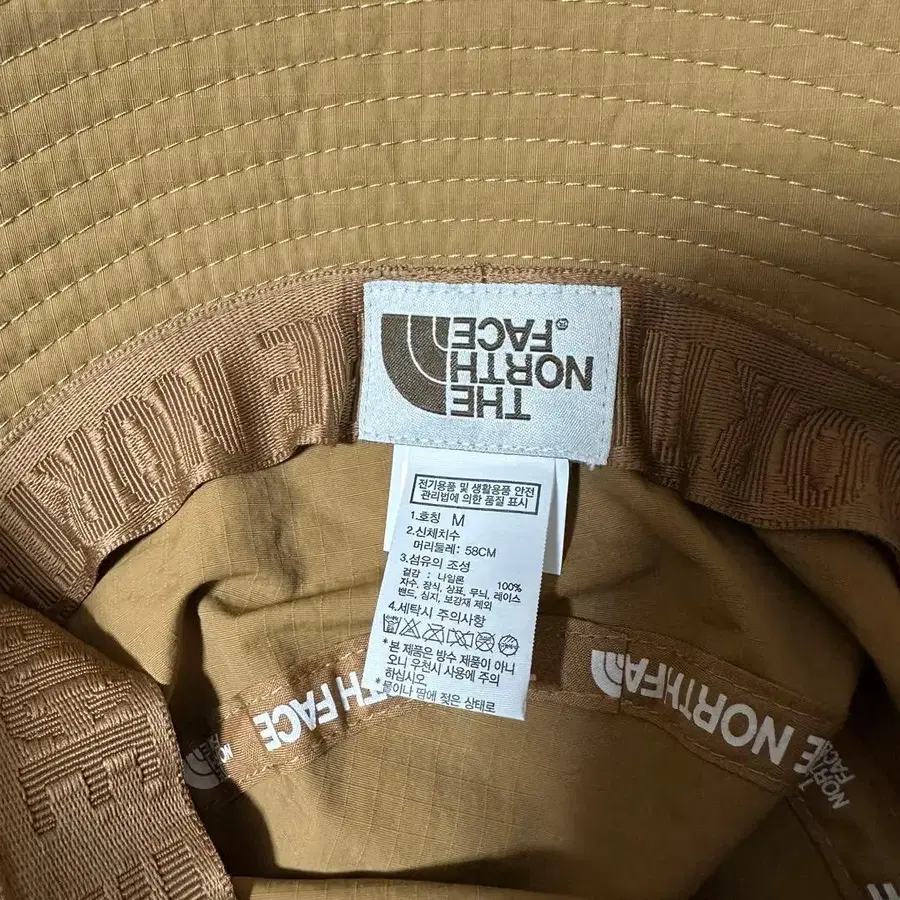 THE
NORTH
FACE®
전기용품 및 생활용품 안전
관리법에 의한 품질 표시
1.호칭 M
2.신체치수
머리둘레: 58CM
3.섬유의 조성
겉감 : 나일론 100%
자수, 장식, 상표, 무늬, 레이스
밴드, 심지, 보강재 제외
4.세탁시 주의사항
*본 제품은 방수 제품이 아니
오니 우천시 사용에 주의
하십시오.
*물이나 땀에 젖은 상태로
TH FACE
NORTH FA
E NORTH
NORTH
FACE